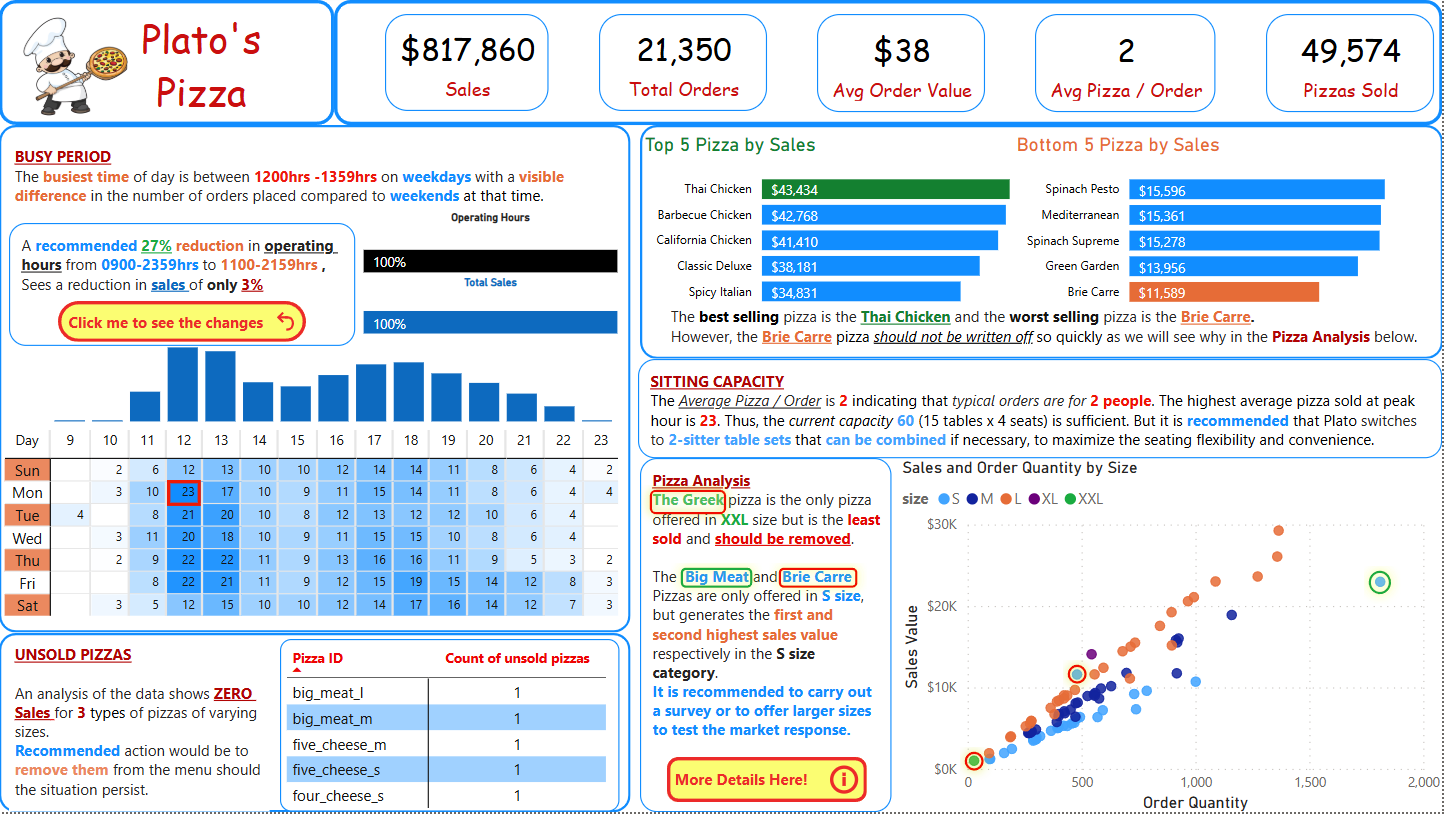 Plato's
Pizza
$817,860
Sales
21,350
Total Orders
$38
Avg Order Value
2
Avg Pizza / Order
49,574
Pizzas Sold
BUSY PERIOD
The busiest time of day is between 1200hrs -1359hrs on weekdays with a visible
difference in the number of orders placed compared to weekends at that time.
A recommended 27% reduction in operating
hours from 0900-2359hrs to 1100-2159hrs ,
Sees a reduction in sales of only 3%
Click me to see the changes
Operating Hours
100%
Total Sales
100%
Day 9 10 11 12 13 14 15 16 17 18 19 20 21 22 23
Sun 2 6 12 13 10 10 12 14 14 11 8 6 4 2
Mon 3 10 23 17 10 9 11 15 14 11 8 6 4 4
Tue 4 8 21 20 10 8 12 13 12 12 10 6 4
Wed 3 11 20 18 10 9 12 15 15 10 8 6 4
Thu 2 9 22 22 11 9 13 16 16 11 9 5 3 2
Fri 8 22 21 11 9 12 15 19 15 14 12 8 3
Sat 3 5 12 15 10 10 12 14 17 16 14 12 7 3
UNSOLD PIZZAS
An analysis of the data shows ZERO
Sales for 3 types of pizzas of varying
sizes.
Recommended action would be to
remove them from the menu should
the situation persist.
Pizza ID Count of unsold pizzas
big_meat_l 1
big_meat_m 1
five_cheese_m 1
five_cheese_s 1
four_cheese_s 1
Top 5 Pizza by Sales
Thai Chicken $43,434
Barbecue Chicken $42,768
California Chicken $41,410
Classic Deluxe $38,181
Spicy Italian $34,831
Bottom 5 Pizza by Sales
Spinach Pesto $15,596
Mediterranean $15,361
Spinach Supreme $15,278
Green Garden $13,956
Brie Carre $11,589
The best selling pizza is the Thai Chicken and the worst selling pizza is the Brie Carre.
However, the Brie Carre pizza should not be written off so quickly as we will see why in the Pizza Analysis below.
SITTING CAPACITY
The Average Pizza / Order is 2 indicating that typical orders are for 2 people. The highest average pizza sold at peak
hour is 23. Thus, the current capacity 60 (15 tables x 4 seats) is sufficient. But it is recommended that Plato switches
to 2-sitter table sets that can be combined if necessary, to maximize the seating flexibility and convenience.
Pizza Analysis
The Greek pizza is the only pizza
offered in XXL size but is the least
sold and should be removed.
The Big Meat and Brie Carre
Pizzas are only offered in S size,
but generates the first and
second highest sales value
respectively in the S size
category.
It is recommended to carry out
a survey or to offer larger sizes
to test the market response.
More Details Here!
Sales and Order Quantity by Size
size S M L XL XXL
Sales Value
$30K
$20K
$10K
$0K
0 500 1,000 1,500 2,000
Order Quantity